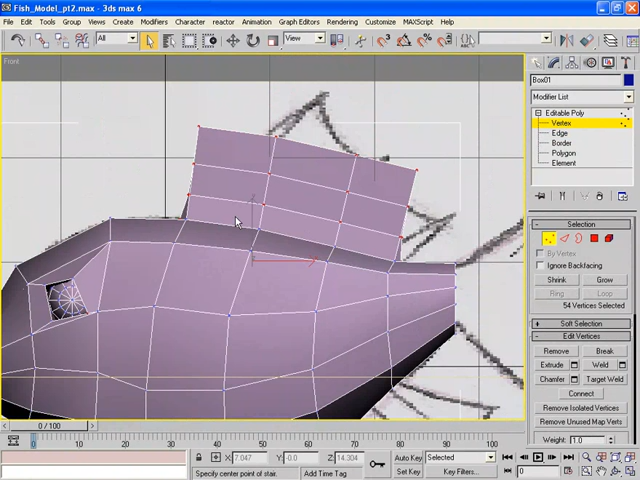 Fish_Model_pt2.max - 3ds max 6
File Edit Tools Group Views Create Modifiers Character reactor Animation Graph Editors Rendering Customize MAXScript Help
All View
Front
Box01
Modifier List
Editable Poly
Vertex
Edge
Border
Polygon
Element
Selection
By Vertex
Ignore Backfacing
Shrink Grow
Ring Loop
54 Vertices Selected
Soft Selection
Edit Vertices
Remove Break
Extrude Weld
Chamfer Target Weld
Connect
Remove Isolated Vertices
Remove Unused Map Verts
Weight: 1.0
0 / 100
0 10 20 30 40 50 60 70 80 90 100
X: 7.047 Y: -0.0 Z: 14.304 Auto Key Selected
Specify center point of stair. Add Time Tag Set Key Key Filters... 0